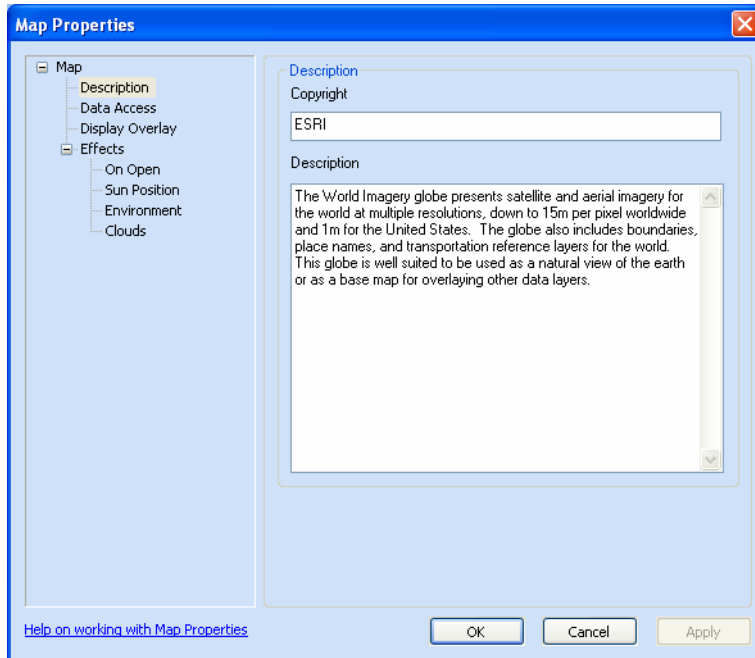 Map Properties
Map
Description
Data Access
Display Overlay
Effects
On Open
Sun Position
Environment
Clouds
Description
Copyright
ESRI
Description
The World Imagery globe presents satellite and aerial imagery for
the world at multiple resolutions, down to 15m per pixel worldwide
and 1m for the United States.  The globe also includes boundaries,
place names, and transportation reference layers for the world.
This globe is well suited to be used as a natural view of the earth
or as a base map for overlaying other data layers.
Help on working with Map Properties
OK
Cancel
Apply